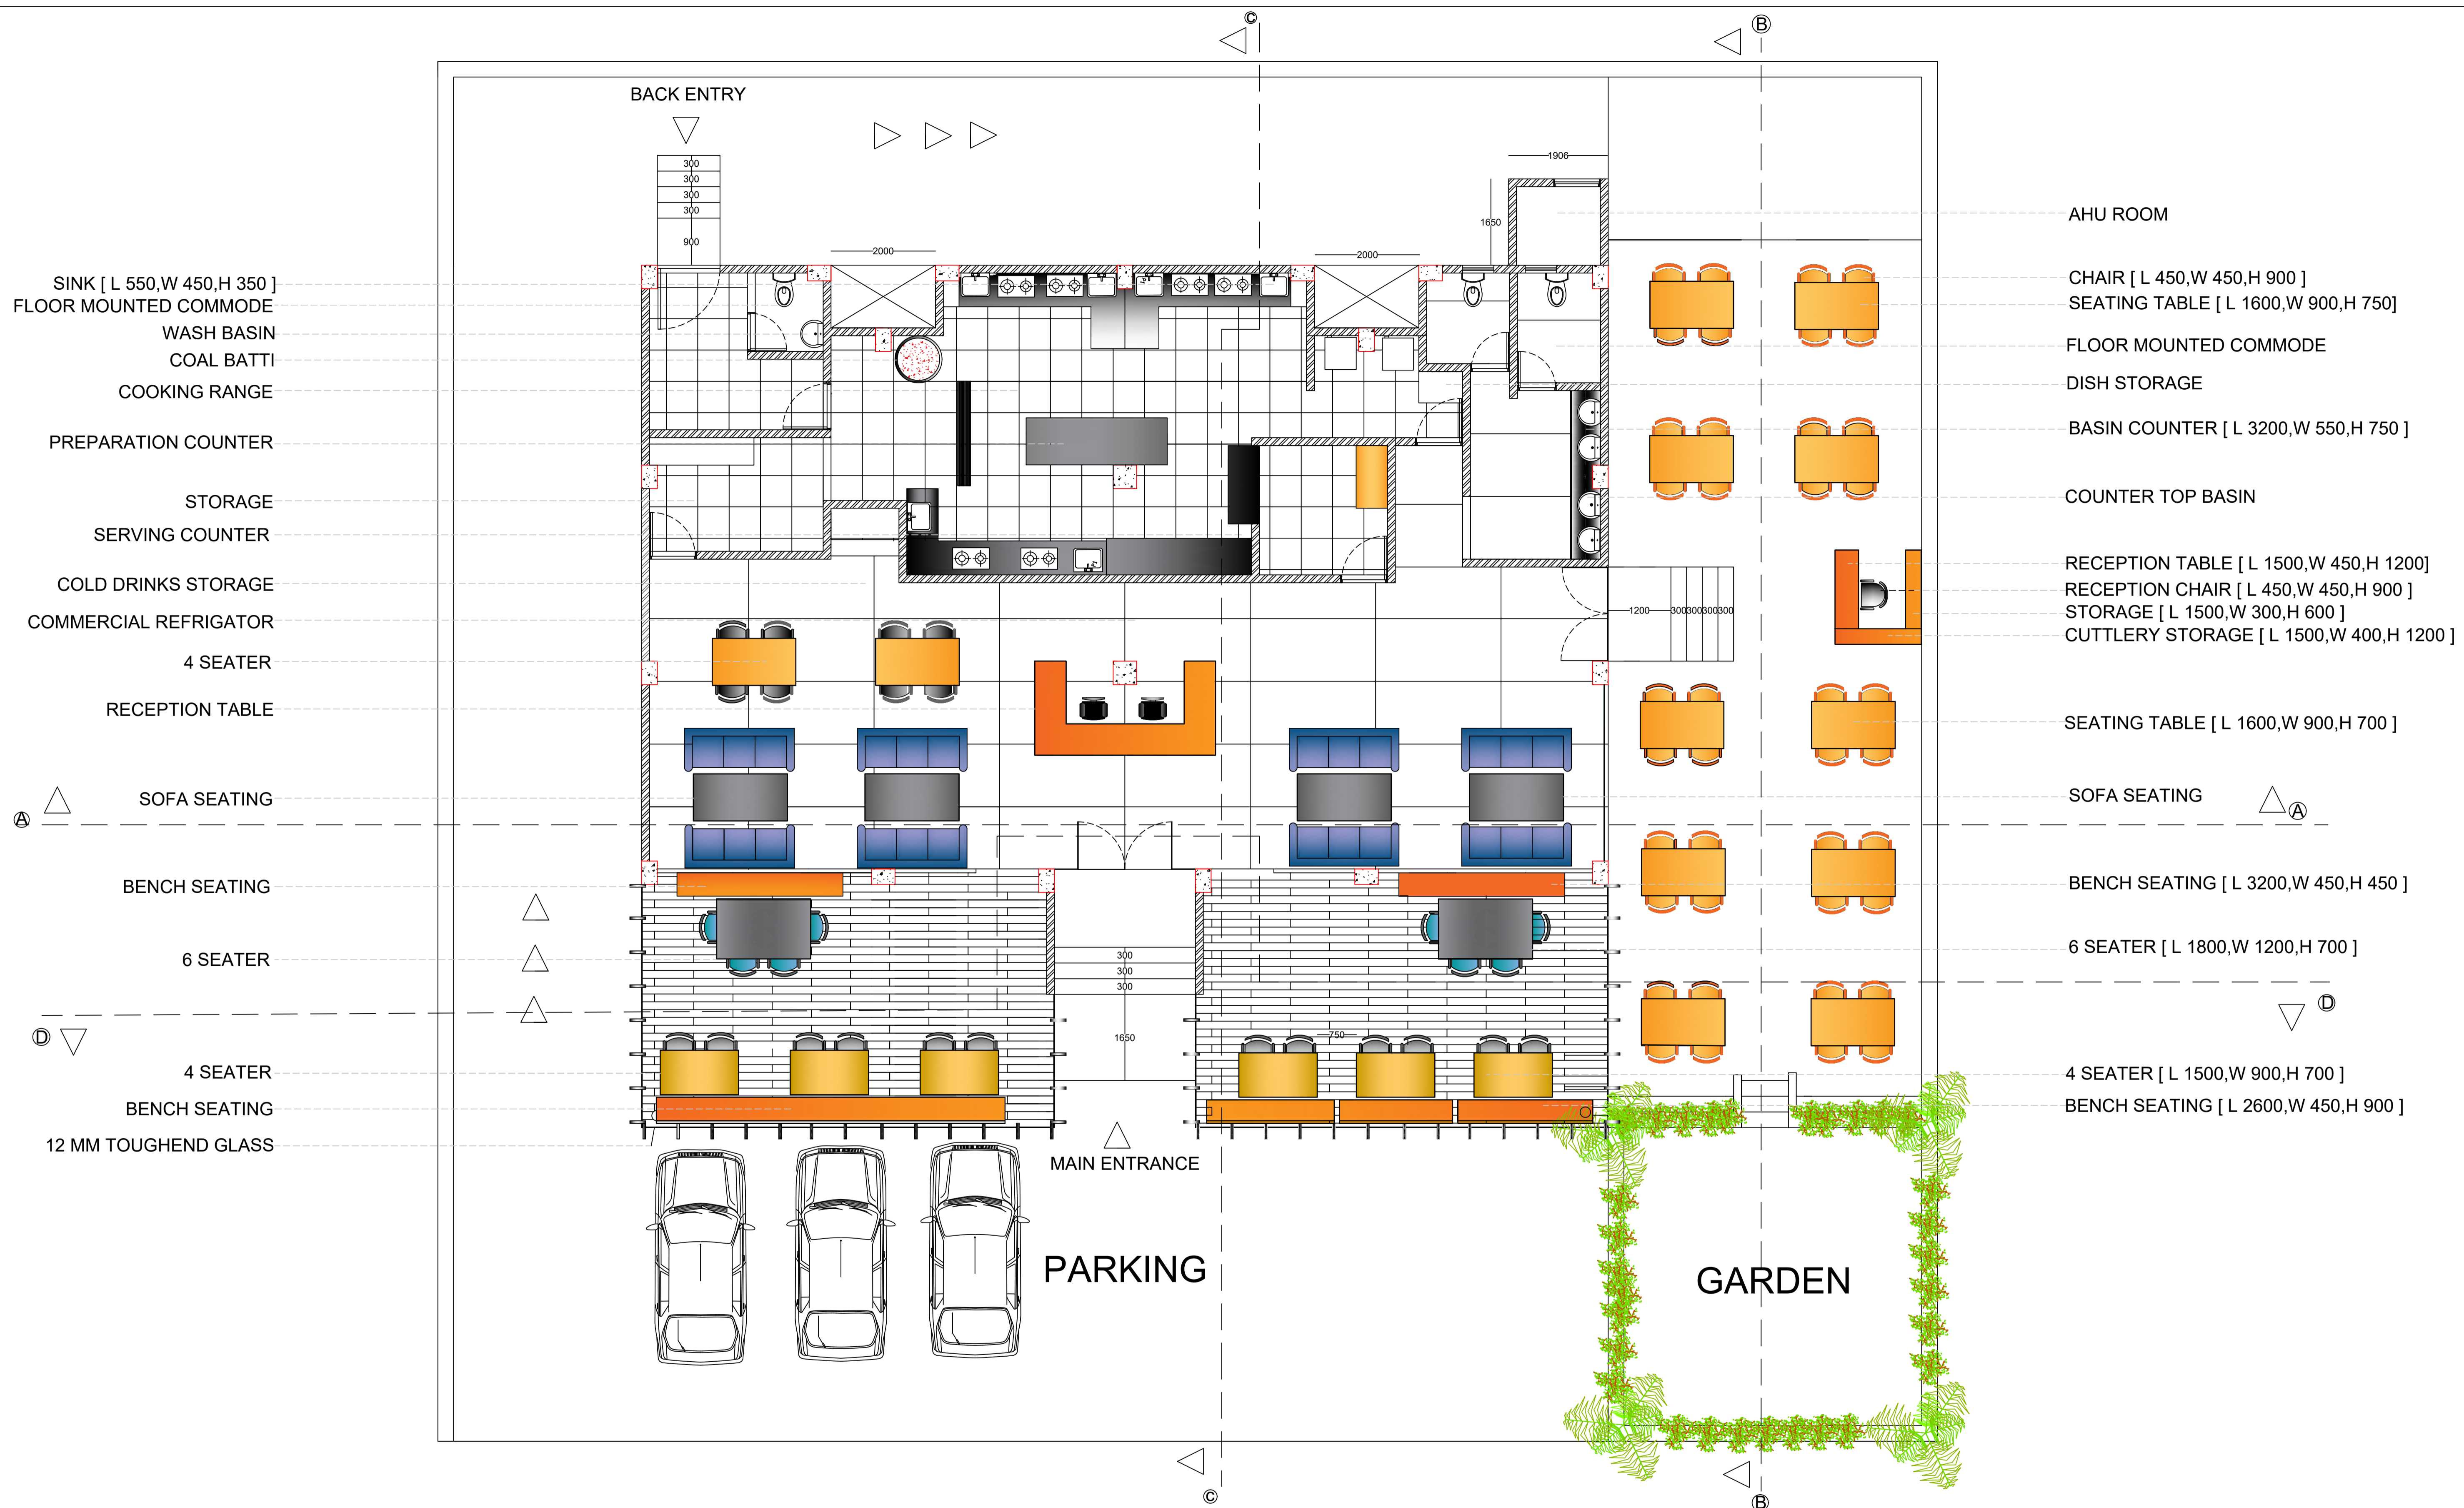 C
B
BACK ENTRY
300
300
300
300
900
2000
2000
1906
1650
SINK [ L 550,W 450,H 350 ]
FLOOR MOUNTED COMMODE
WASH BASIN
COAL BATTI
COOKING RANGE
PREPARATION COUNTER
STORAGE
SERVING COUNTER
COLD DRINKS STORAGE
COMMERCIAL REFRIGATOR
4 SEATER
RECEPTION TABLE
SOFA SEATING
A
BENCH SEATING
6 SEATER
D
4 SEATER
BENCH SEATING
12 MM TOUGHEND GLASS
AHU ROOM
CHAIR [ L 450,W 450,H 900 ]
SEATING TABLE [ L 1600,W 900,H 750]
FLOOR MOUNTED COMMODE
DISH STORAGE
BASIN COUNTER [ L 3200,W 550,H 750 ]
COUNTER TOP BASIN
RECEPTION TABLE [ L 1500,W 450,H 1200]
RECEPTION CHAIR [ L 450,W 450,H 900 ]
STORAGE [ L 1500,W 300,H 600 ]
CUTTLERY STORAGE [ L 1500,W 400,H 1200 ]
SEATING TABLE [ L 1600,W 900,H 700 ]
SOFA SEATING
A
BENCH SEATING [ L 3200,W 450,H 450 ]
6 SEATER [ L 1800,W 1200,H 700 ]
D
4 SEATER [ L 1500,W 900,H 700 ]
BENCH SEATING [ L 2600,W 450,H 900 ]
1200 300 300 300 300
300
300
300
1650
750
MAIN ENTRANCE
PARKING
GARDEN
C
B